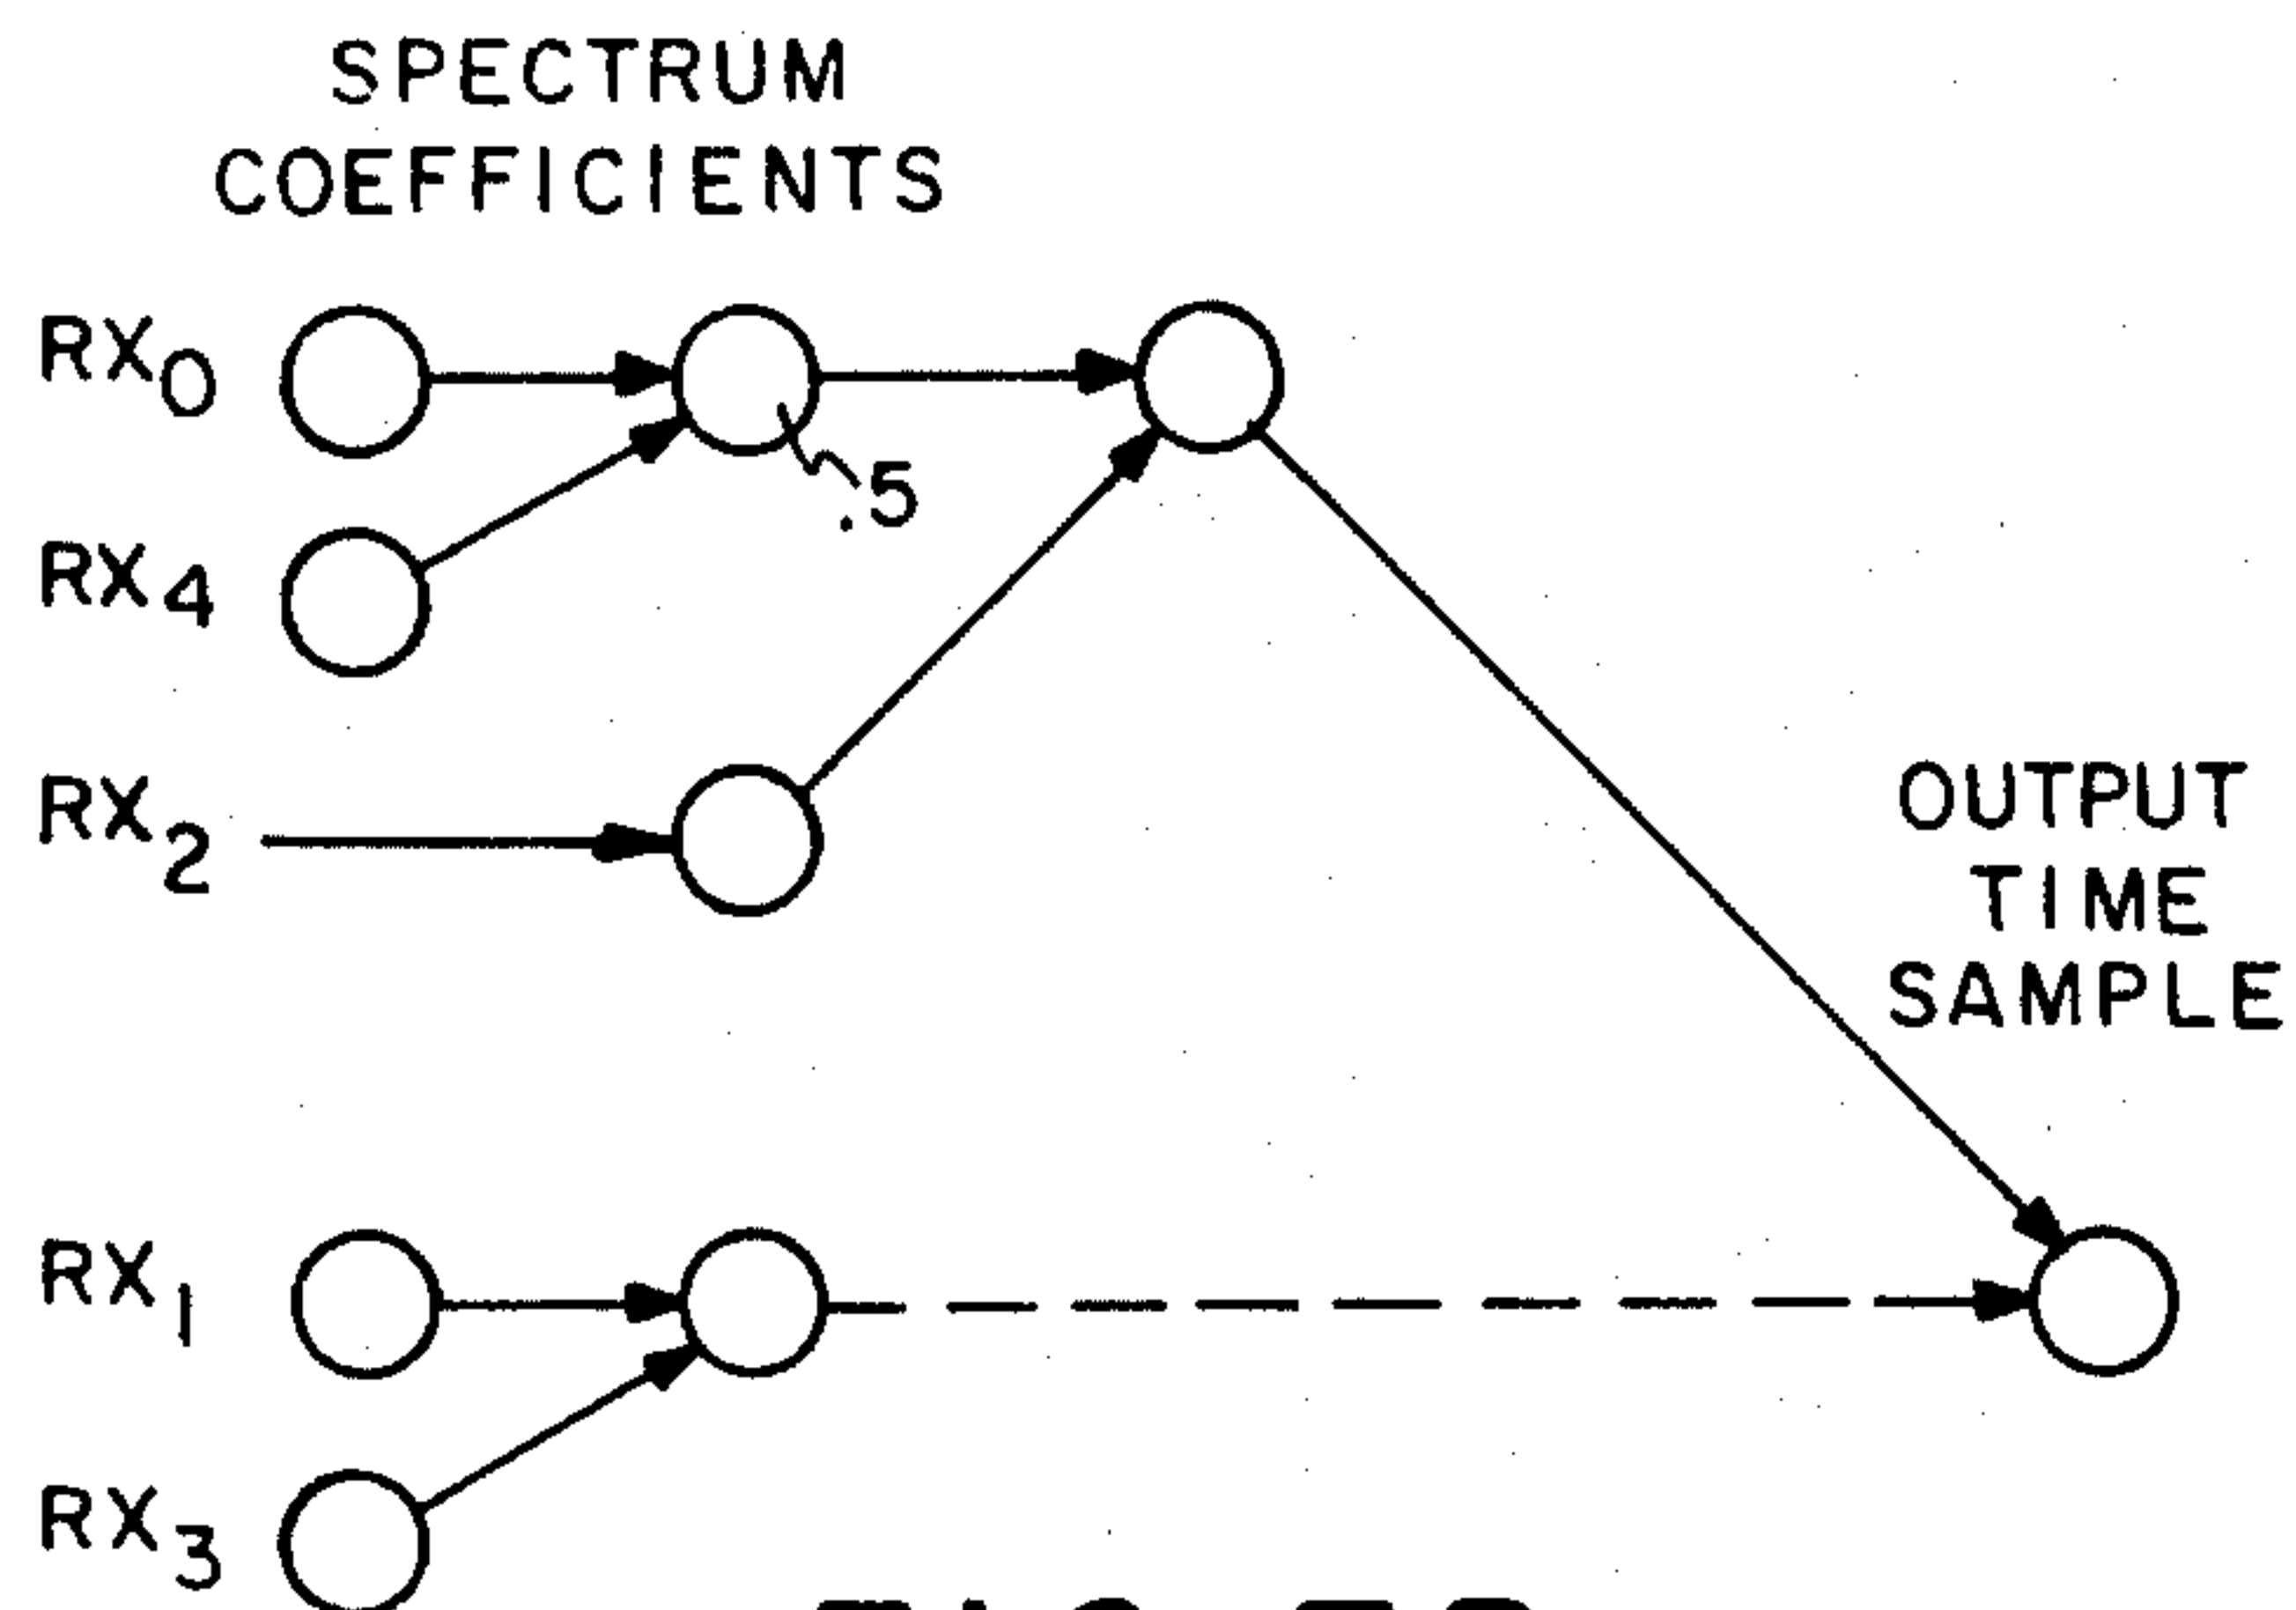 SPECTRUM
COEFFICIENTS
RX0
RX4
.5
RX2
OUTPUT
TIME
SAMPLE
RX1
RX3